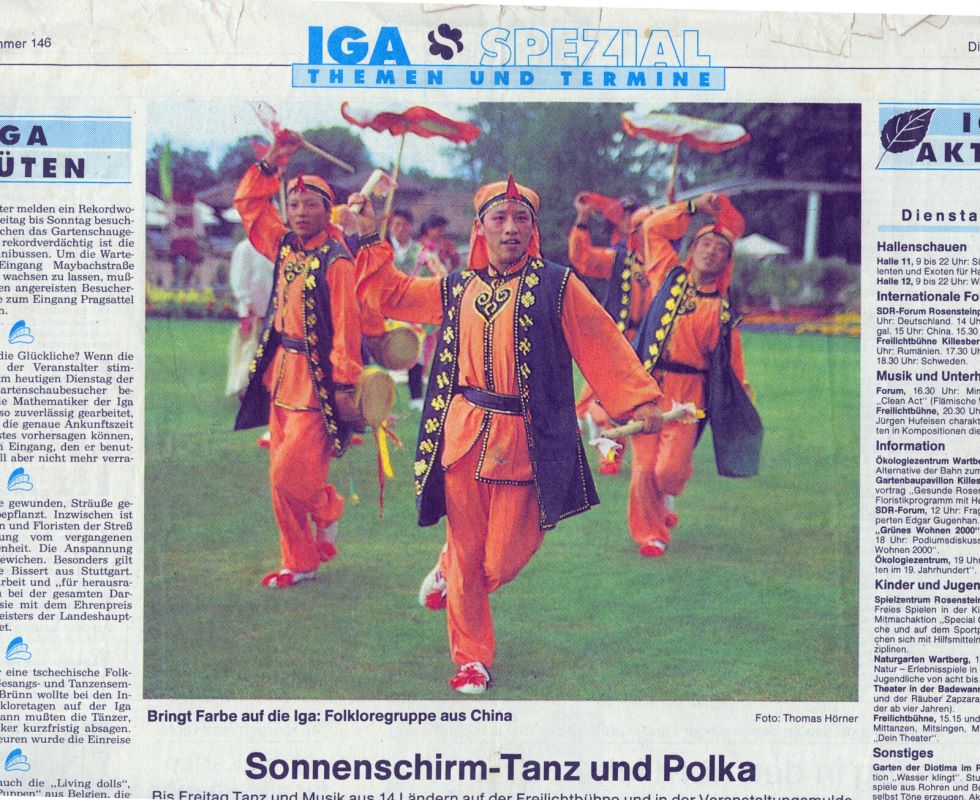 mmer 146
IGA SPEZIAL
THEMEN UND TERMINE
IGA
ÜTEN
ter melden ein Rekordwo-
eitag bis Sonntag besuch-
chen das Gartenschauge-
rekordverdächtig ist die
nibussen. Um die Warte-
Eingang Maybachstraße
wachsen zu lassen, muß-
en angereisten Besucher-
e zum Eingang Pragsattel
n.
die Glückliche? Wenn die
der Veranstalter stim-
m heutigen Dienstag der
artenschaubesucher be-
ie Mathematiker der Iga
so zuverlässig gearbeitet,
die genaue Ankunftszeit
stes vorhersagen können,
n Eingang, den er benut-
ll aber nicht mehr verra-
e gewunden, Sträuße ge-
bepflanzt. Inzwischen ist
n und Floristen der Streß
ung vom vergangenen
enheit. Die Anspannung
ewichen. Besonders gilt
e Bissert aus Stuttgart.
rbeit und „für herausra-
n bei der gesamten Dar-
sie mit dem Ehrenpreis
eisters der Landeshaupt-
et.
r eine tschechische Folk-
Gesangs- und Tanzensem-
Brünn wollte bei den In-
kloretagen auf der Iga
ann mußten die Tänzer,
ker kurzfristig absagen.
euren wurde die Einreise
uch die „Living dolls“,
Puppen“ aus Belgien, die
Bringt Farbe auf die Iga: Folkloregruppe aus China
Foto: Thomas Hörner
Sonnenschirm-Tanz und Polka
Bis Freitag Tanz und Musik aus 14 Ländern auf der Freilichtbühne und in der Veranstaltungsmulde
Di
I
AKT
Diensta
Hallenschauen
Halle 11, 9 bis 22 Uhr: S
lenten und Exoten für Ha
Halle 12, 9 bis 22 Uhr: W
Internationale Fo
SDR-Forum Rosensteinp
Uhr: Deutschland. 14 Uh
gal. 15 Uhr: China. 15.30
Freilichtbühne Killesber
Uhr: Rumänien. 17.30 Uh
18.30 Uhr: Schweden.
Musik und Unterh
Forum, 16.30 Uhr: Mim
„Clean Act“ (Flämische
Freilichtbühne, 20.30 Uh
Jürgen Hufeisen charakt
ten in Kompositionen die
Information
Ökologiezentrum Wartbe
Alternative der Bahn zum
Gartenbaupavillon Killes
vortrag „Gesunde Rosen
Floristikprogramm mit He
SDR-Forum, 12 Uhr: Frag
perten Edgar Gugenhan
„Grünes Wohnen 2000“
18 Uhr: Podiumsdiskuss
Wohnen 2000“.
Ökologiezentrum, 19 Uhr
ten im 19. Jahrhundert“.
Kinder und Jugen
Spielzentrum Rosenstein
Freies Spielen in der Ki
Mitmachaktion „Special
che und auf dem Sportp
chen sich mit Hilfsmitteln
ziplinen.
Naturgarten Wartberg, 1
Natur – Erlebnisspiele in
Jugendliche von acht bis
Theater in der Badewan
und der Räuber Zapzara
der ab vier Jahren).
Freilichtbühne, 15.15 und
Mittanzen, Mitsingen, M
„Dein Theater“.
Sonstiges
Garten der Diotima im R
tion „Wasser klingt“. Stu
spiele aus Rohren und R
selbst Töne erzeugen. Ak